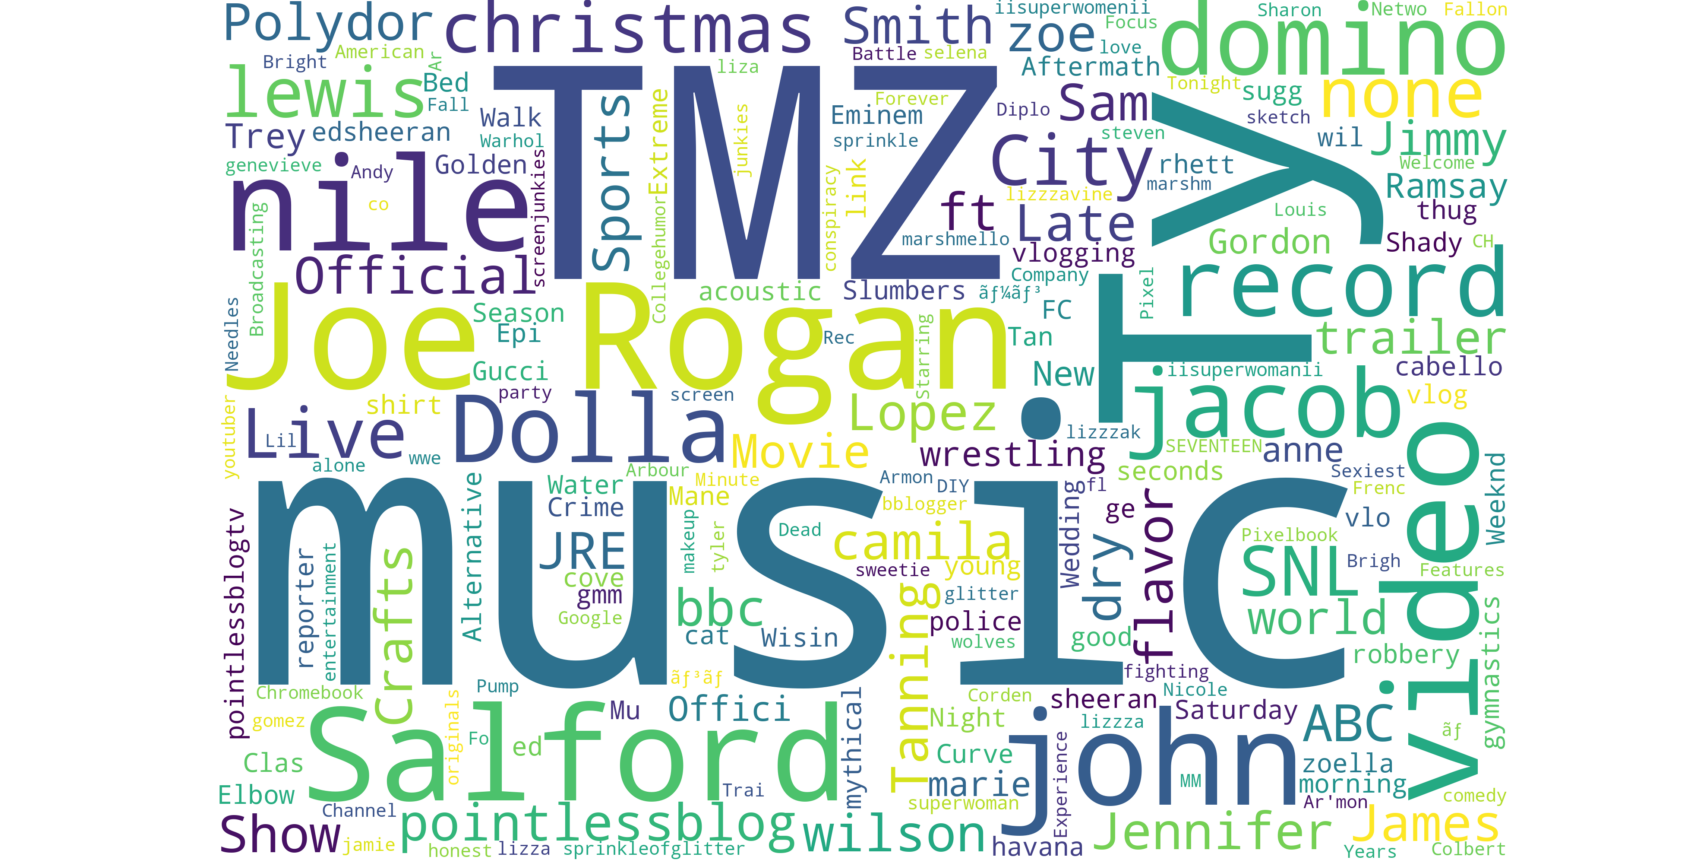 Polydor
christmas
Smith
iisuperwomenii
Focus
Sharon
Netwo
Fallon
domino
zoe
love
American
Bright
Ar
Battle
selena
Aftermath
Tonight
lewis
Bed
Fall
TMZ
liza
Forever
Diplo
Sam
sugg
none
Trey
edsheeran
Walk
Warhol
Sports
Extreme
junkies
Eminem
sprinkle
steven
sketch
wil
Jimmy
Welcome
genevieve
Andy
Golden
screenjunkies
nile
co
Collegehumor
conspiracy
link
City
rhett
marshm
Ramsay
lizzzavine
y
ft
Late
Louis
thug
Broadcasting
marshmello
vlogging
Gordon
Shady
CH
Official
acoustic
Slumbers
Company
ãƒ¼ãƒ³
FC
Pixel
record
Needles
Joe Rogan
Season
Epi
Rec
starring
Tan
T
trailer
Gucci
party
screen
New
iisuperwomanii
cabello
youtuber
shirt
Live
Lil
Dolla
Lopez
jacob
vlog
alone
wwe
Movie
wrestling
lizzzak
SEVENTEEN
anne
video
Arbour
Minute
Armon
DIY
seconds
Sexiest
Frenc
Weeknd
music
Water
Crime
Mane
bblogger
Wedding
fl
ge
flavor
vlo
pointlessblogtv
reporter
entertainment
Crafts
Alternative
JRE
makeup
tyler
Dead
camila
dry
Pixelbook
SNL
Brigh
Features
cove
gmm
Google
sweetie
young
glitter
bbc
cat
Wisin
Tanning
police
wolves
good
world
gymnastics
robbery
fighting
Chromebook
Pump
ãƒ³ãƒ
Corden
sheeran
Nicole
gomez
originals
Salford
Mu
Offici
mythical
Night
lizzza
Saturday
ABC
ãƒ
Clas
Fo
ed
Curve
john
zoella
Elbow
Trai
marie
Experience
MM
morning
Channel
superwoman
Ar'mon
comedy
Show
jamie
pointlessblog
wilson
havana
Jennifer
James
honest
lizza
sprinkleofglitter
Years
Colbert